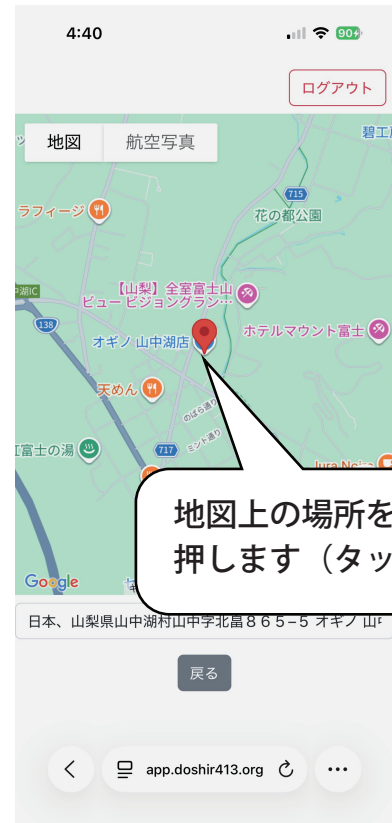 4:40
90
ログアウト
地図
航空写真
碧工
715
花の都公園
ラフィージ
【山梨】全室富士山
ビュー ビジョングラン…
中湖IC
138
オギノ 山中湖店
ホテルマウント富士
天めん
のばら通り
ミント通り
富士の湯
717
地図上の場所を
押します（タッ
Google
日本、山梨県山中湖村山中字北畠８６５−５ オギノ 山
戻る
app.doshir413.org